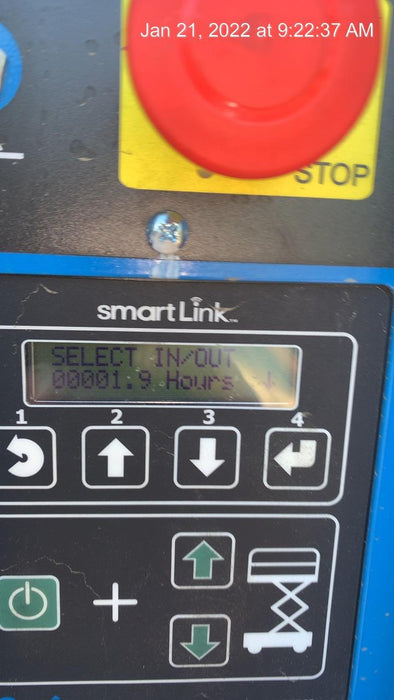 Jan 21, 2022 at 9:22:37 AM
STOP
smartLink™
SELECT IN/OUT
00001.9 Hours ↓
1 2 3 4